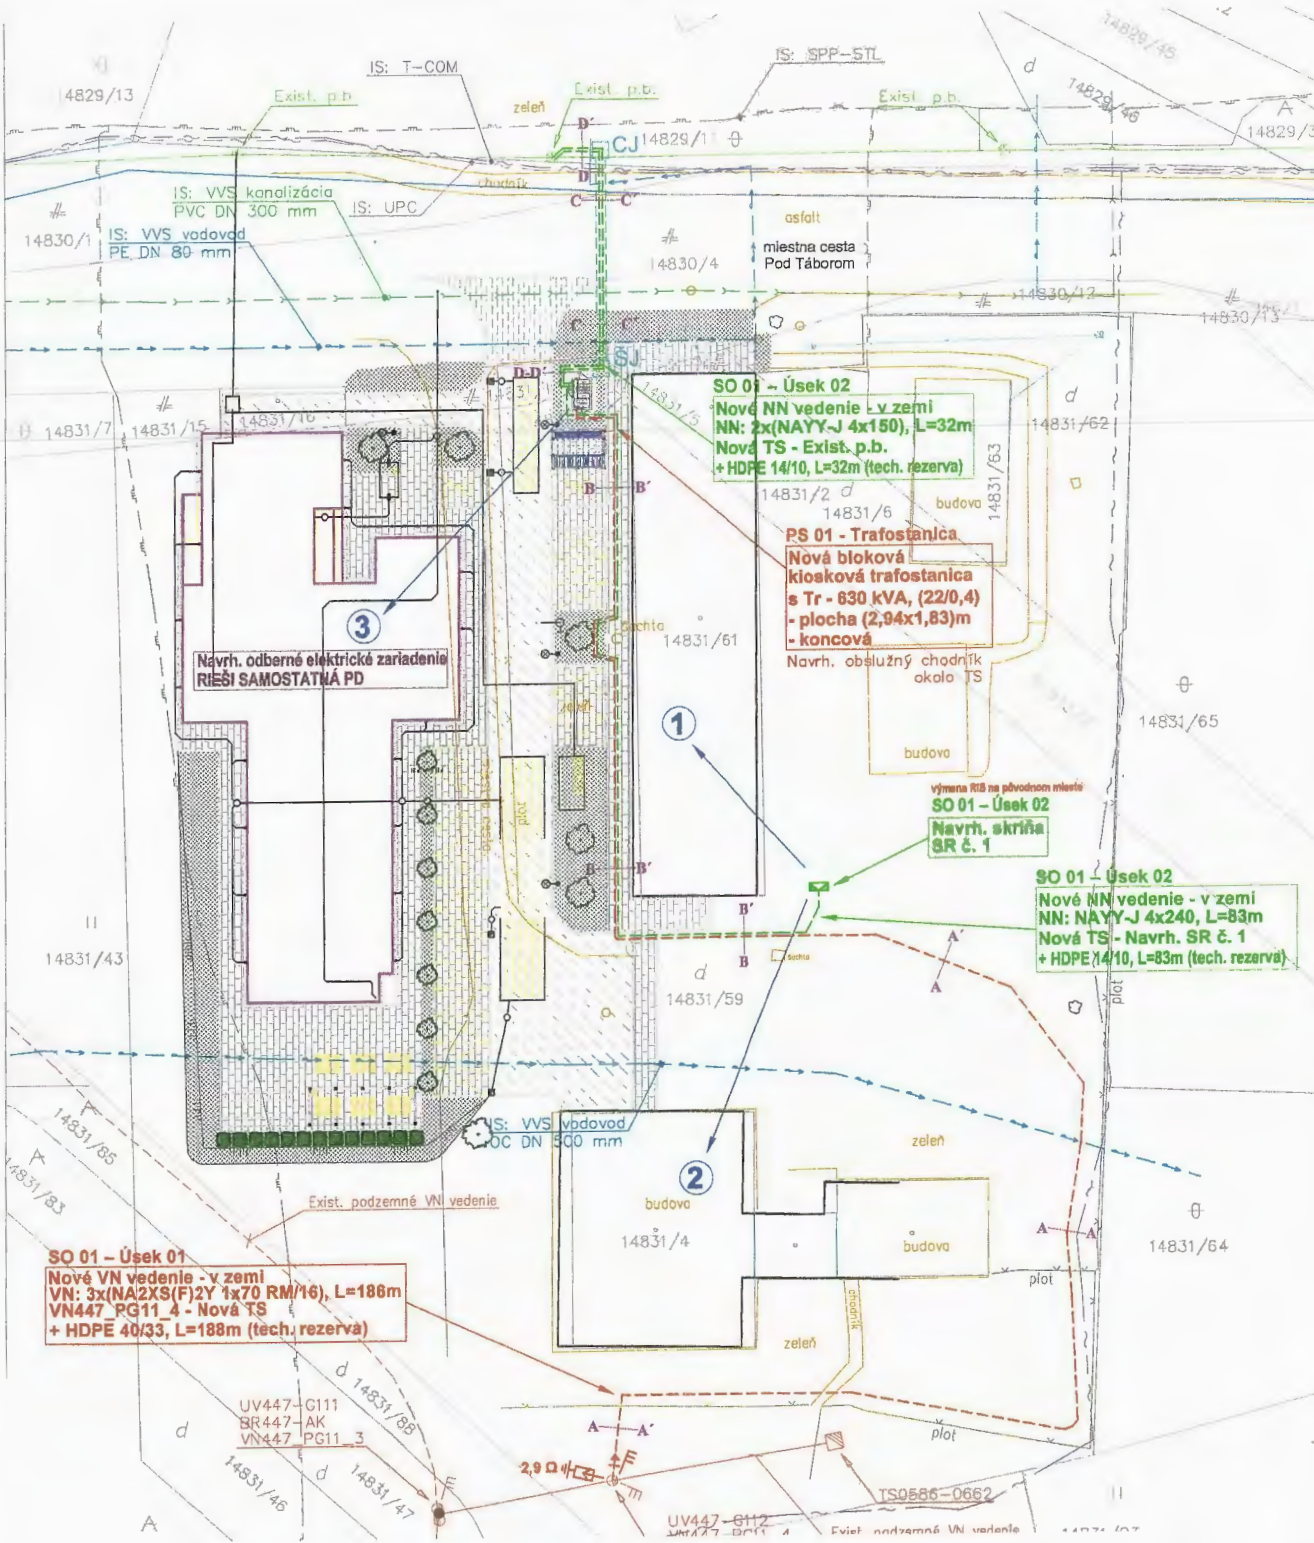 14829/45
IS: T-COM
IS: SPP-STL
d
14829/13
Exist. p.b.
zeleň
Exist. p.b.
Exist. p.b.
14829/46
A
D´
CJ
14829/11
D
chodník
C
C´
IS: VVS kanalizácia
PVC DN 300 mm
IS: UPC
14830/1
IS: VVS vodovod
PE DN 80 mm
asfalt
miestna cesta
Pod Táborom
14830/4
14830/12
14830/13
C
C´
ŠJ
D-D´
14831/5
14831/7
14831/15
14831/16
SO 01 – Úsek 02
Nové NN vedenie - v zemi
NN: 2x(NAYY-J 4x150), L=32m
Nová TS - Exist. p.b.
+ HDPE 14/10, L=32m (tech. rezerva)
d
14831/62
14831/63
budova
B
B´
14831/2
d
14831/6
PS 01 - Trafostanica
Nová bloková
kiosková trafostanica
s Tr - 630 kVA, (22/0,4)
- plocha (2,94x1,83)m
- koncová
Navrh. obslužný chodník
okolo TS
3
Šachta
14831/61
Navrh. odberné elektrické zariadenie
RIEŠI SAMOSTATNÁ PD
14831/65
1
budova
výmena RIS na pôvodnom mieste
SO 01 – Úsek 02
Navrh. skriňa
SR č. 1
plot
B
B´
SO 01 – Úsek 02
Nové NN vedenie - v zemi
NN: NAYY-J 4x240, L=83m
Nová TS - Navrh. SR č. 1
+ HDPE 14/10, L=83m (tech. rezerva)
B´
B
A´
A
Šachta
14831/43
d
14831/59
plot
14831/85
14831/83
IS: VVS vodovod
OC DN 500 mm
2
zeleň
budova
14831/4
budova
Exist. podzemné VN vedenie
A
A
14831/64
plot
SO 01 – Úsek 01
Nové VN vedenie - v zemi
VN: 3x(NA2XS(F)2Y 1x70 RM/16), L=186m
VN447_PG11_4 - Nová TS
+ HDPE 40/33, L=188m (tech. rezerva)
chodník
zeleň
d
14831/88
UV447-G111
BR447-AK
VN447_PG11_3
d
A
A´
plot
14831/46
d
14831/47
2,9 Ω
TS0586-0662
A
UV447-G112
VN447_PG11_4
Exist. nadzemné VN vedenie